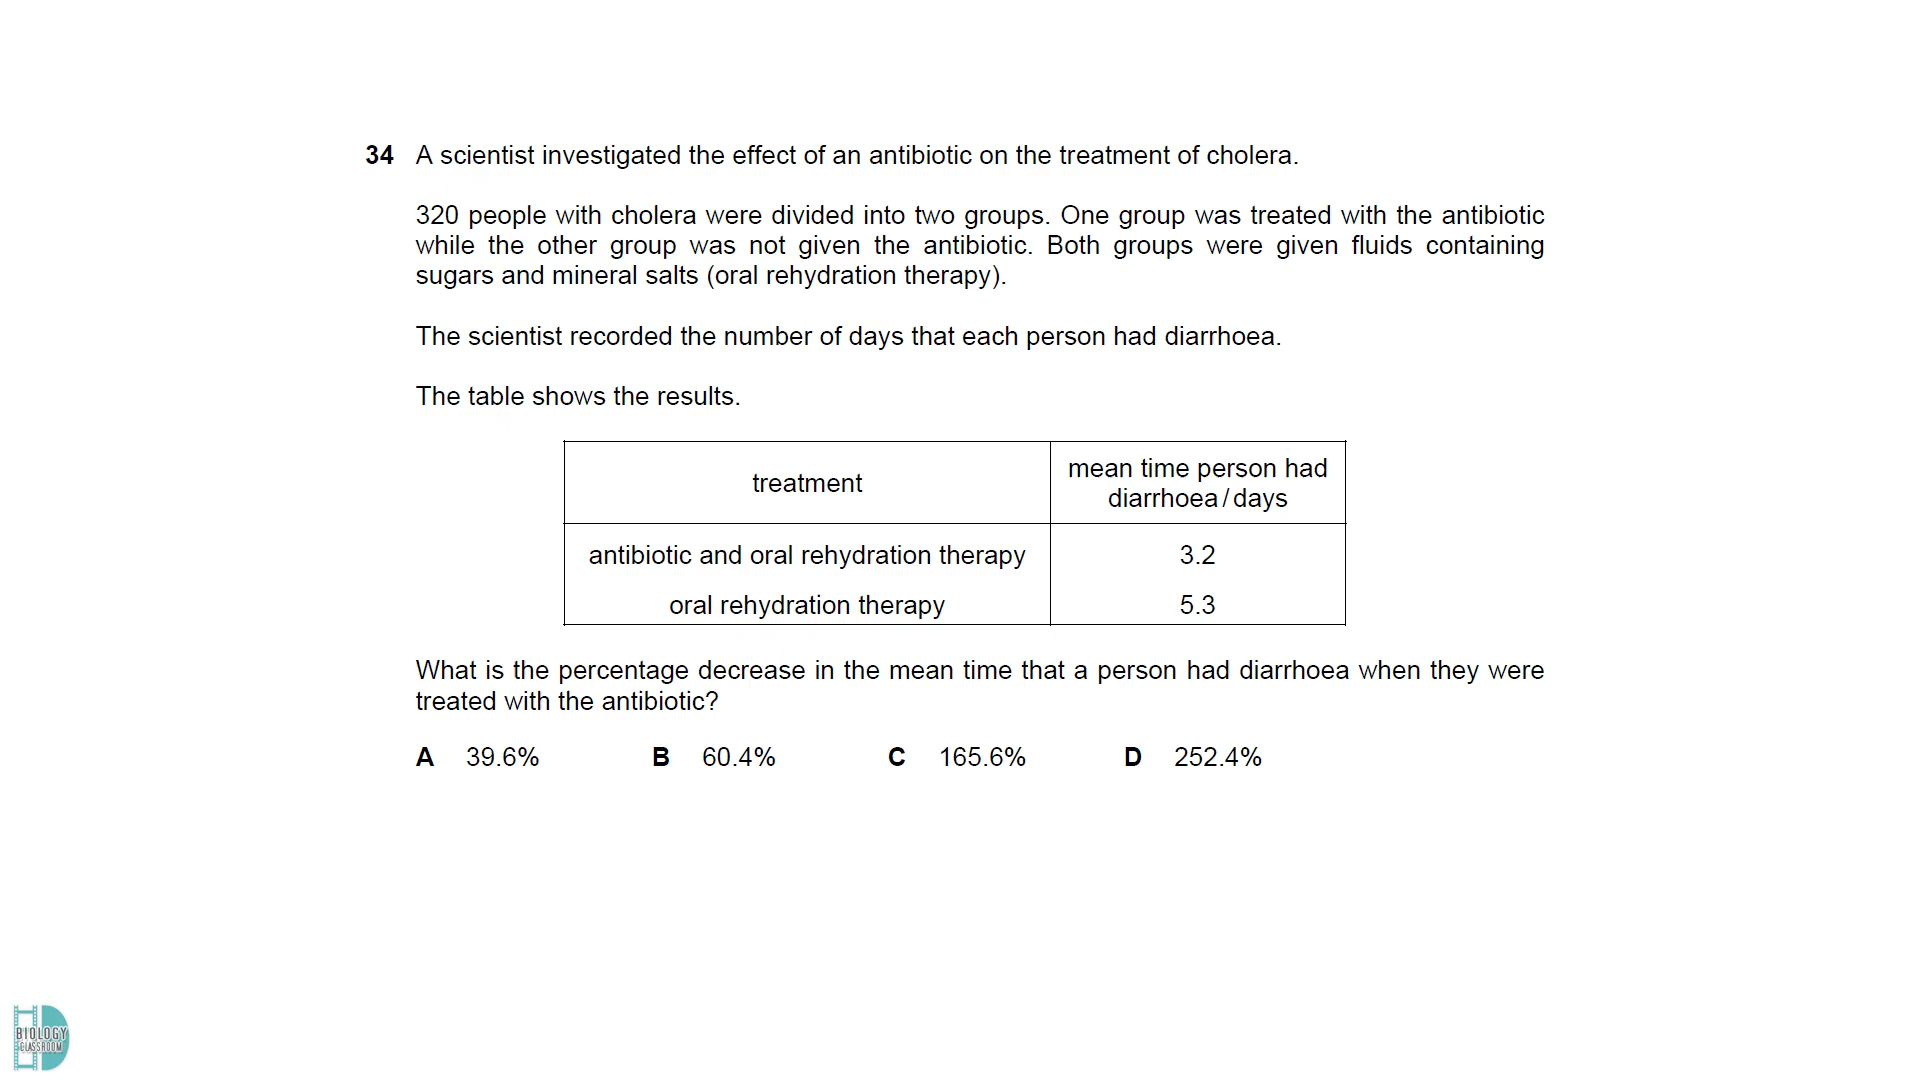 34 A scientist investigated the effect of an antibiotic on the treatment of cholera.
320 people with cholera were divided into two groups. One group was treated with the antibiotic
while the other group was not given the antibiotic. Both groups were given fluids containing
sugars and mineral salts (oral rehydration therapy).
The scientist recorded the number of days that each person had diarrhoea.
The table shows the results.
treatment
mean time person had
diarrhoea / days
antibiotic and oral rehydration therapy 3.2
oral rehydration therapy 5.3
What is the percentage decrease in the mean time that a person had diarrhoea when they were
treated with the antibiotic?
A 39.6% B 60.4% C 165.6% D 252.4%
BIOLOGY
CLASSROOM